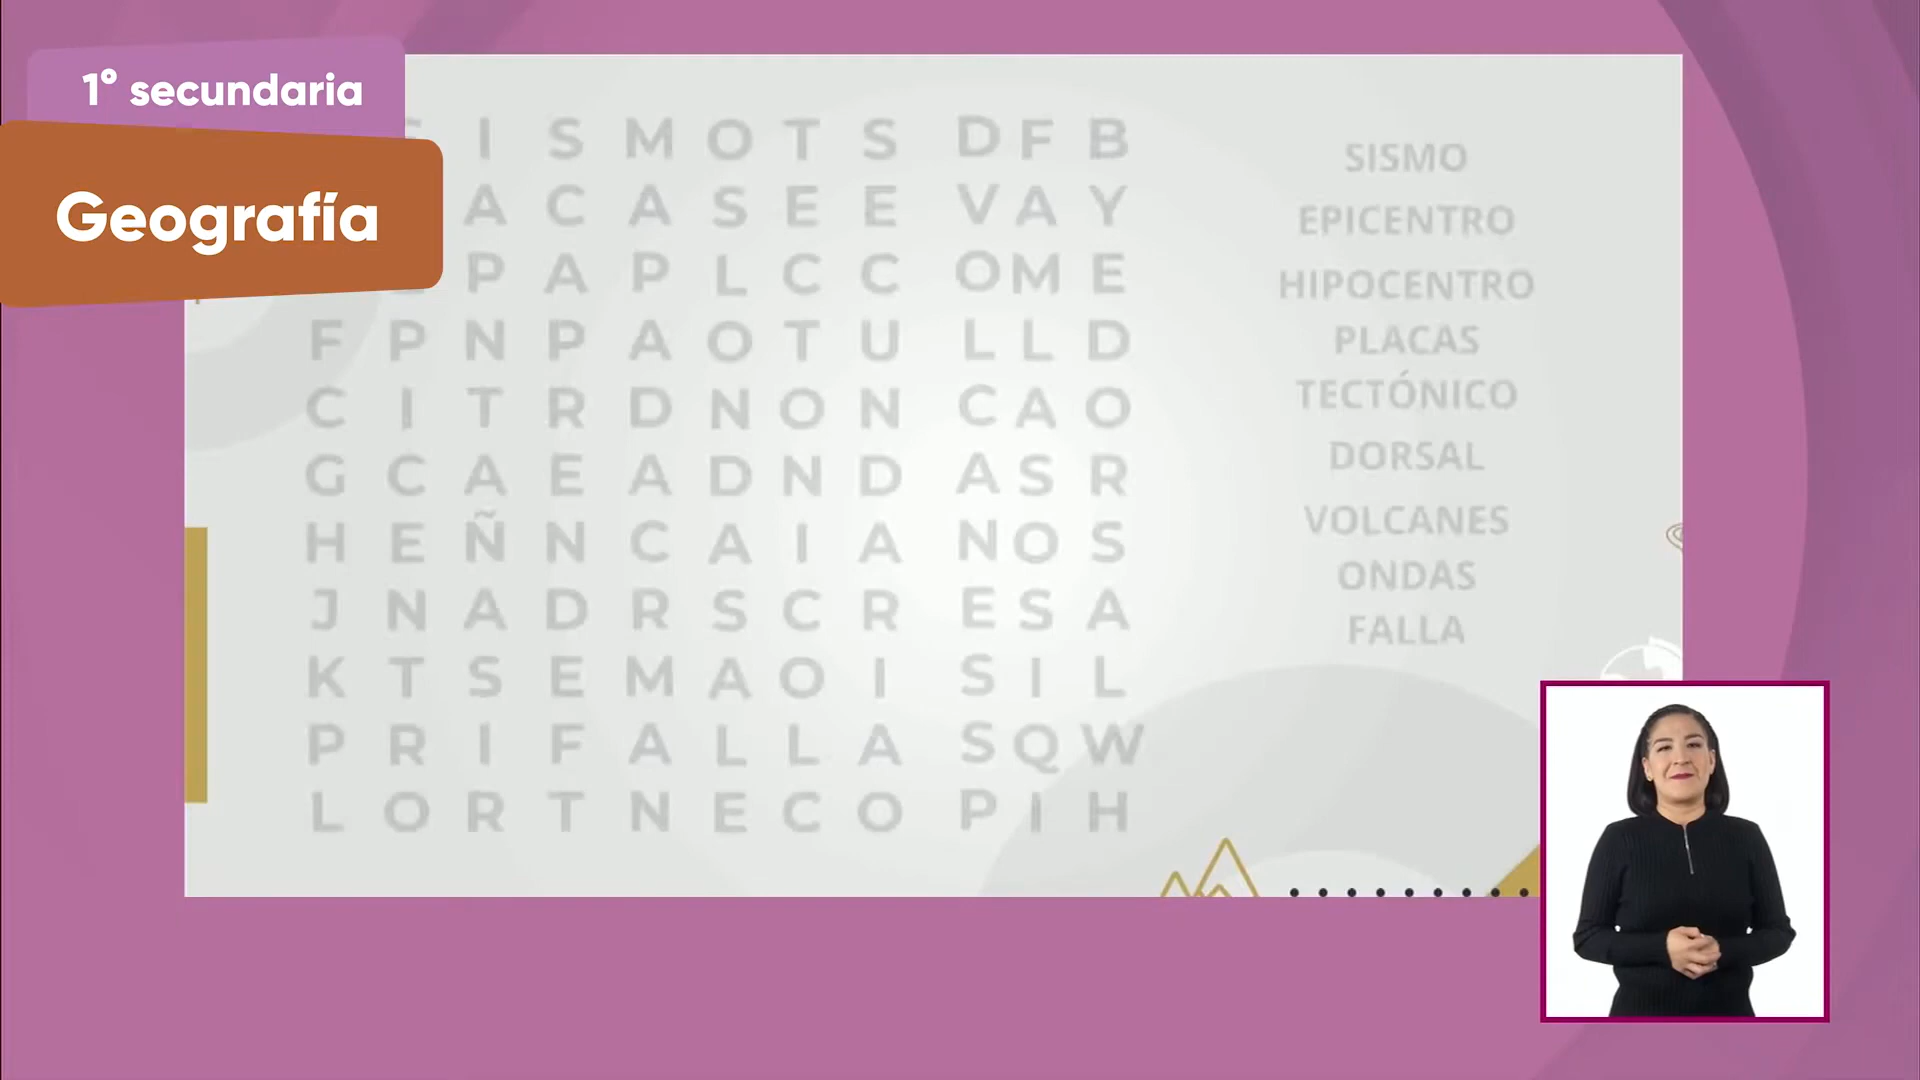 1° secundaria
Geografía
S I S M O T S D F B
A C A S E E V A Y
P A P L C C O M E
F P N P A O T U L L D
C I T R D N O N C A O
G C A E A D N D A S R
H E Ñ N C A I A N O S
J N A D R S C R E S A
K T S E M A O I S I L
P R I F A L L A S Q W
L O R T N E C O P I H
SISMO
EPICENTRO
HIPOCENTRO
PLACAS
TECTÓNICO
DORSAL
VOLCANES
ONDAS
FALLA